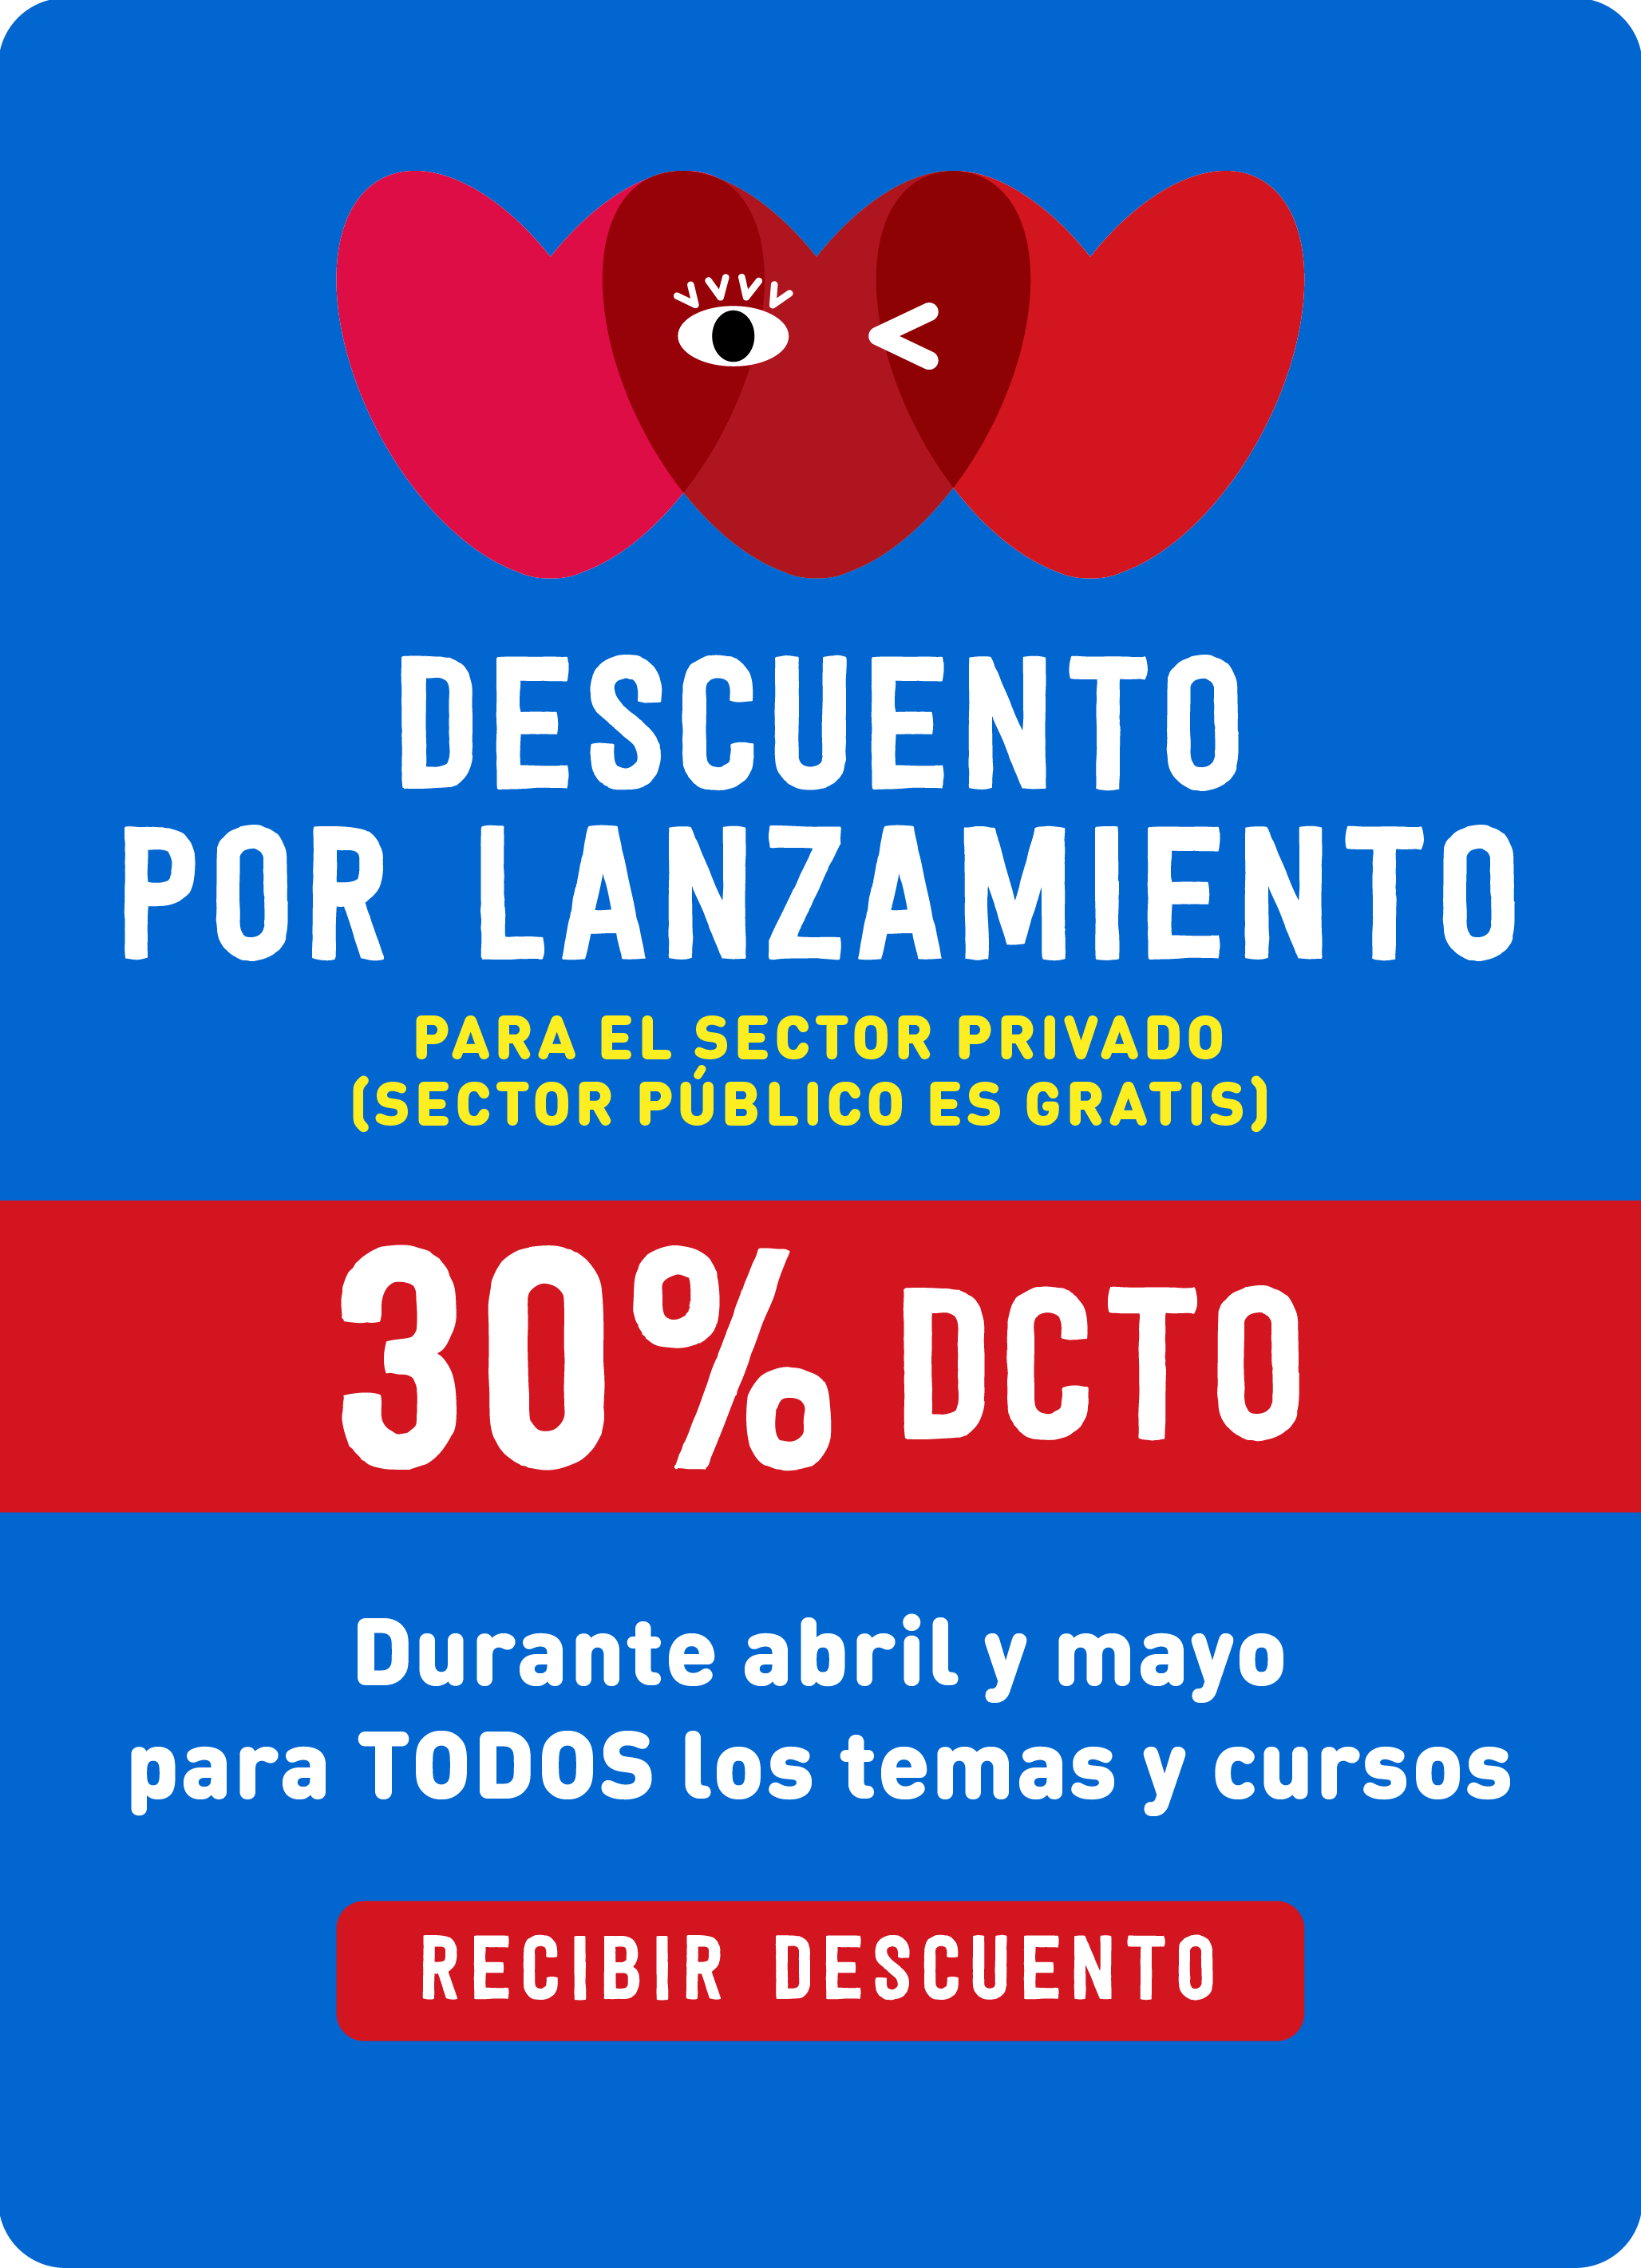 DESCUENTO
POR LANZAMIENTO
PARA EL SECTOR PRIVADO
(SECTOR PÚBLICO ES GRATIS)
30% DCTO
Durante abril y mayo
para TODOS los temas y cursos
RECIBIR DESCUENTO